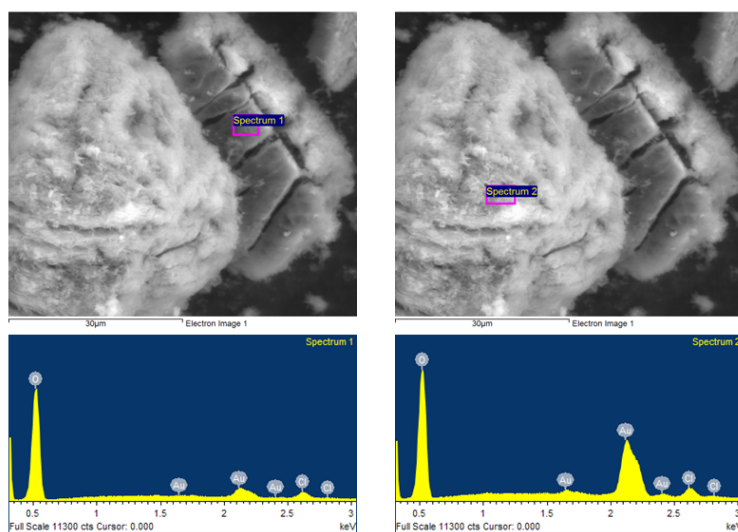 Spectrum 1
30µm Electron Image 1
Spectrum 2
30µm Electron Image 1
Spectrum 1
O
Au Au Au Cl Cl
0.5 1 1.5 2 2.5 3
Full Scale 11300 cts Cursor: 0.000 keV
Spectrum 2
O
Au Au Au Cl Cl
0.5 1 1.5 2 2.5 3
Full Scale 11300 cts Cursor: 0.000 keV